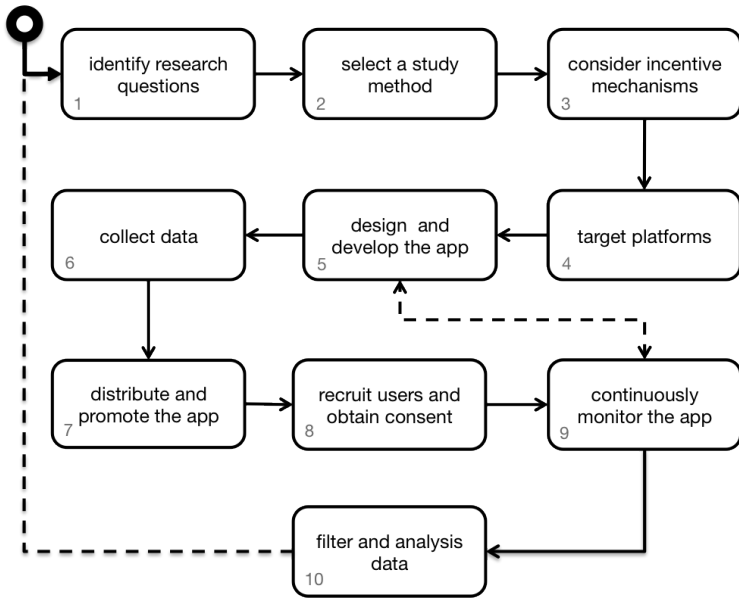 identify research
questions
1
select a study
method
2
consider incentive
mechanisms
3
target platforms
4
design and
develop the app
5
collect data
6
distribute and
promote the app
7
recruit users and
obtain consent
8
continuously
monitor the app
9
filter and analysis
data
10